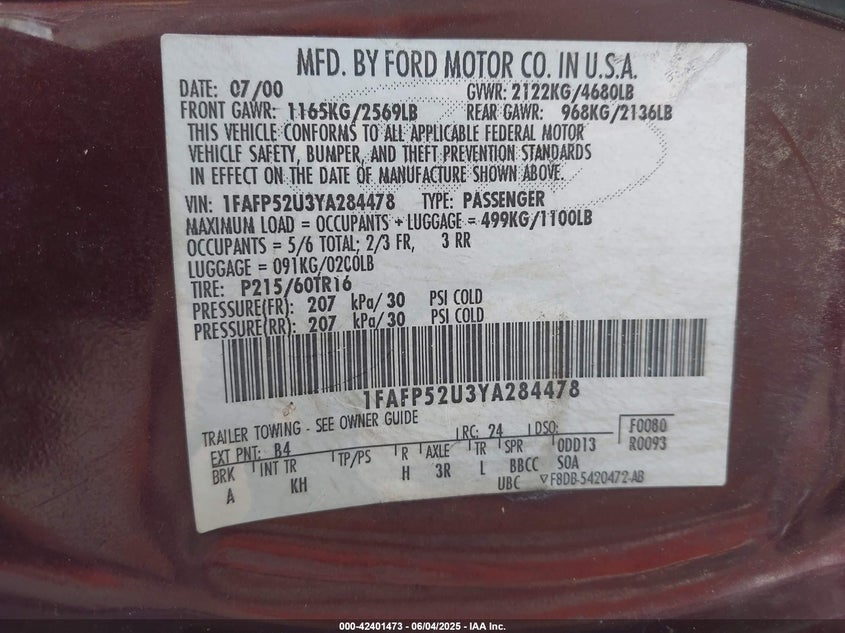 MFD. BY FORD MOTOR CO. IN U.S.A.
DATE: 07/00 GVWR: 2122KG/4680LB
FRONT GAWR: 1165KG/2569LB REAR GAWR: 968KG/2136LB
THIS VEHICLE CONFORMS TO ALL APPLICABLE FEDERAL MOTOR
VEHICLE SAFETY, BUMPER, AND THEFT PREVENTION STANDARDS
IN EFFECT ON THE DATE OF MANUFACTURE SHOWN ABOVE.
VIN: 1FAFP52U3YA284478 TYPE: PASSENGER
MAXIMUM LOAD = OCCUPANTS + LUGGAGE = 499KG/1100LB
OCCUPANTS = 5/6 TOTAL; 2/3 FR, 3 RR
LUGGAGE = 091KG/0200LB
TIRE: P215/60TR16
PRESSURE(FR): 207 kPa/30 PSI COLD
PRESSURE(RR): 207 kPa/30 PSI COLD
1FAFP52U3YA284478
TRAILER TOWING - SEE OWNER GUIDE
EXT PNT: B4 RC: 24 DSO: F0080
BRK INT TR TP/PS R AXLE TR SPR 0DD13 R0093
A KH H 3R L BBCC SOA
UBC F8DB-5420472-AB
000-42401473 - 06/04/2025 - IAA Inc.